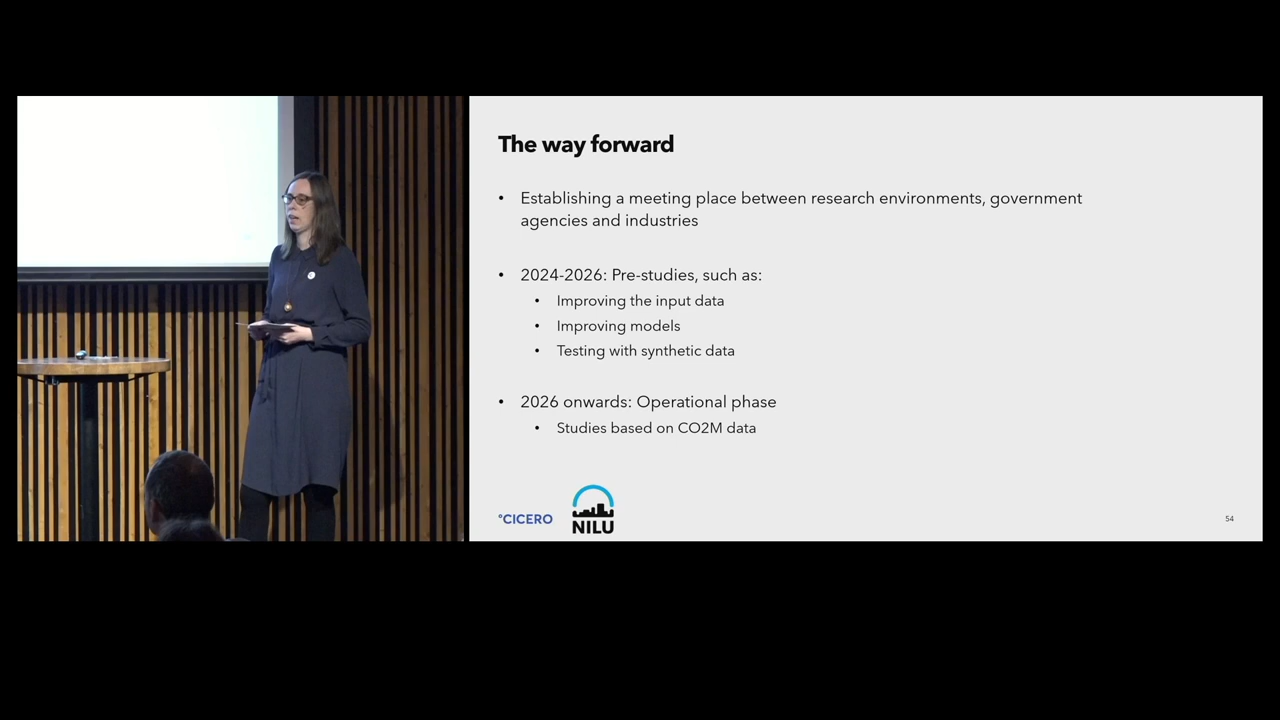 The way forward
• Establishing a meeting place between research environments, government
agencies and industries
• 2024-2026: Pre-studies, such as:
• Improving the input data
• Improving models
• Testing with synthetic data
• 2026 onwards: Operational phase
• Studies based on CO2M data
°CICERO
NILU
54